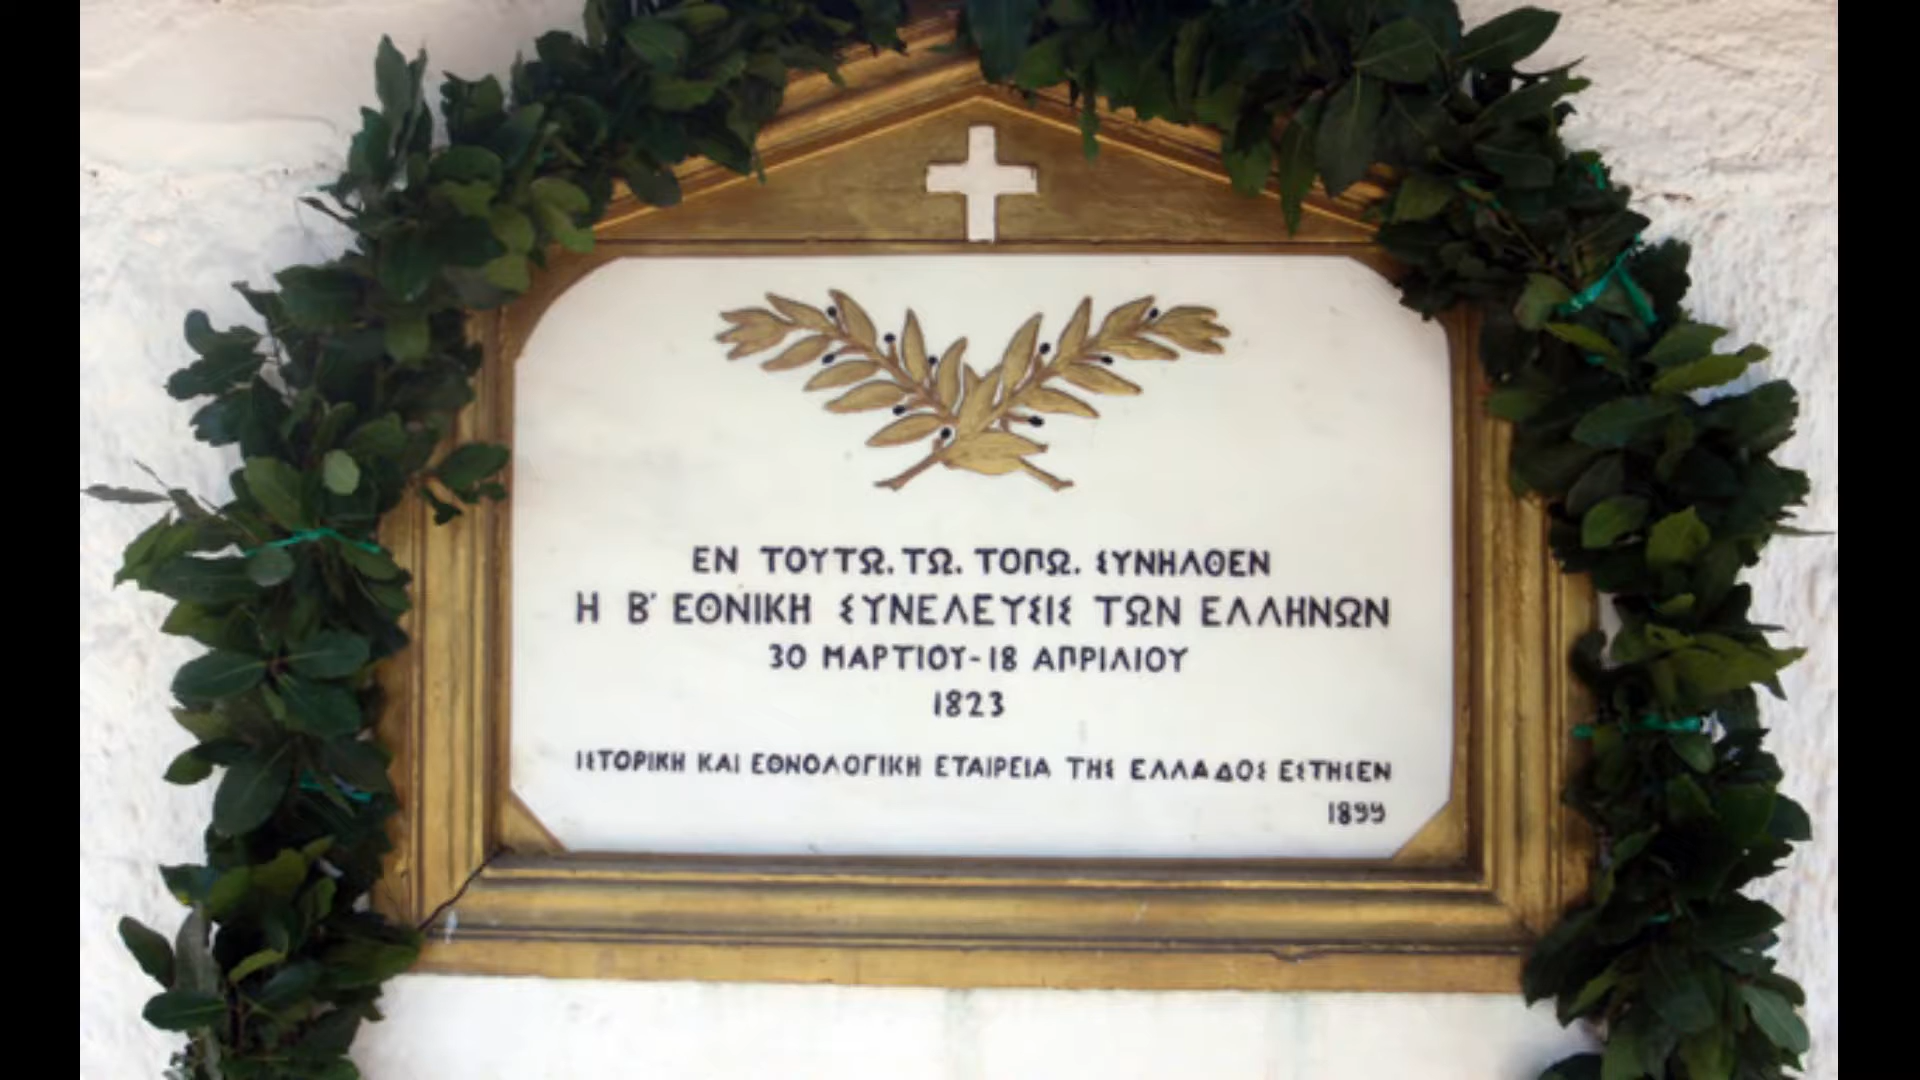 ΕΝ ΤΟΥΤΩ. ΤΩ. ΤΟΠΩ. ΣΥΝΗΛΘΕΝ
Η Β' ΕΘΝΙΚΗ ΣΥΝΕΛΕΥΣΙΣ ΤΩΝ ΕΛΛΗΝΩΝ
30 ΜΑΡΤΙΟΥ-18 ΑΠΡΙΛΙΟΥ
1823
ΙΣΤΟΡΙΚΗ ΚΑΙ ΕΘΝΟΛΟΓΙΚΗ ΕΤΑΙΡΕΙΑ ΤΗΣ ΕΛΛΑΔΟΣ ΕΣΤΗΣΕΝ
1899